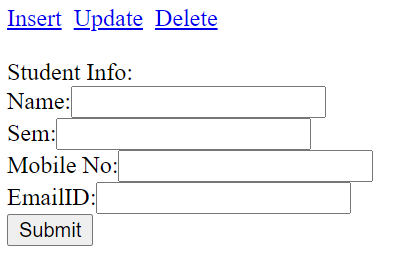 Insert Update Delete
Student Info:
Name:
Sem:
Mobile No:
EmailID:
Submit